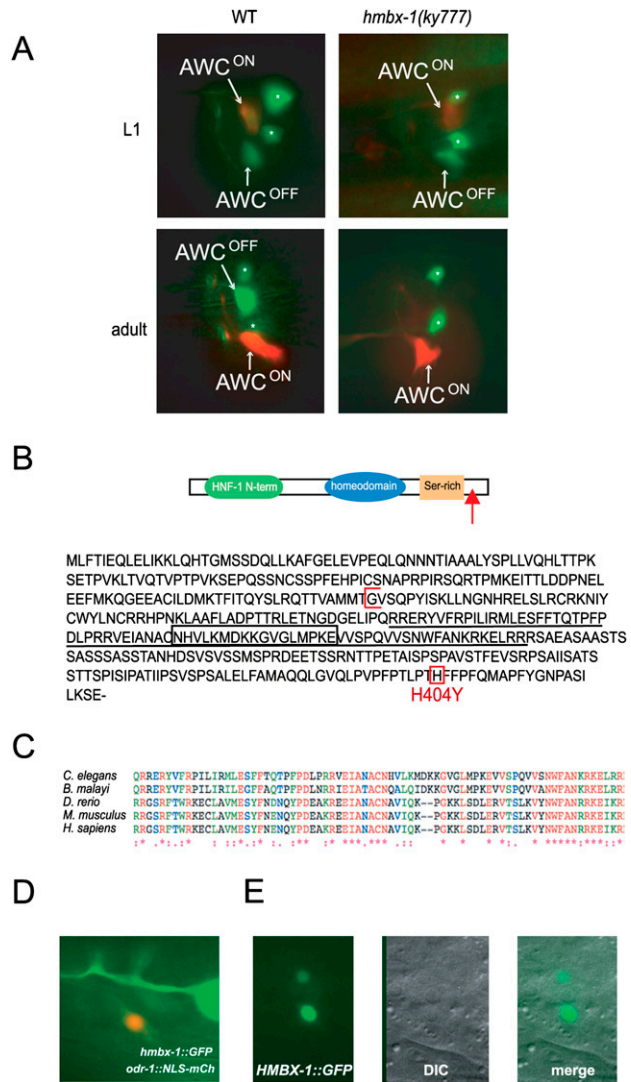 WT
hmbx-1(ky777)
A
L1
AWC ON
AWC OFF
AWC ON
AWC OFF
adult
AWC OFF
AWC ON
AWC ON
B
HNF-1 N-term
homeodomain
Ser-rich
MLFTIEQLELIKKLQHTGMSSDQLLKAFGELEVPEQLQNNNTIAAALYSPLLVQHLTTPK
SETPVKLTVQTVPTPVKSEPQSSNCSSPFEHPICSNAPRPIRSQRTPMKEITTLDDPNEL
EEFMKQGEEACILDMKTFITQYSLRQTTVAMMTGVSQPYISKLLNGNHRELSLRCRKNIY
CWYLNCRRHPNKLAAFLADPTTRLETNGDGELIPQRRERYVFRPILIRMLESFFTQTPFP
DLPRRVEIANACNHVLKMDKKGVGLMPKEVVSPQVVSNWFANKRKELRRRSAEASAASTS
SASSSASSTANHDSVSVSSMSPRDEETSSRNTTPETAISPSPAVSTFEVSRPSAIISATS
STTSPISIPATIIPSVSPSALELFAMAQQLGVQLPVPFPTLPTHFFPFQMAPFYGNPASI
LKSE-
H404Y
C
C. elegans QRRERYVFRPILIRMLESFFTQTPFPDLPRRVEIANACNHVLKMDKKGVGLMPKEVVSPQVVSNWFANKRKELRR
B. malayi
D. rerio
M. musculus
H. sapiens
D
E
hmbx-1::GFP
odr-1::NLS-mCh
HMBX-1::GFP
DIC
merge